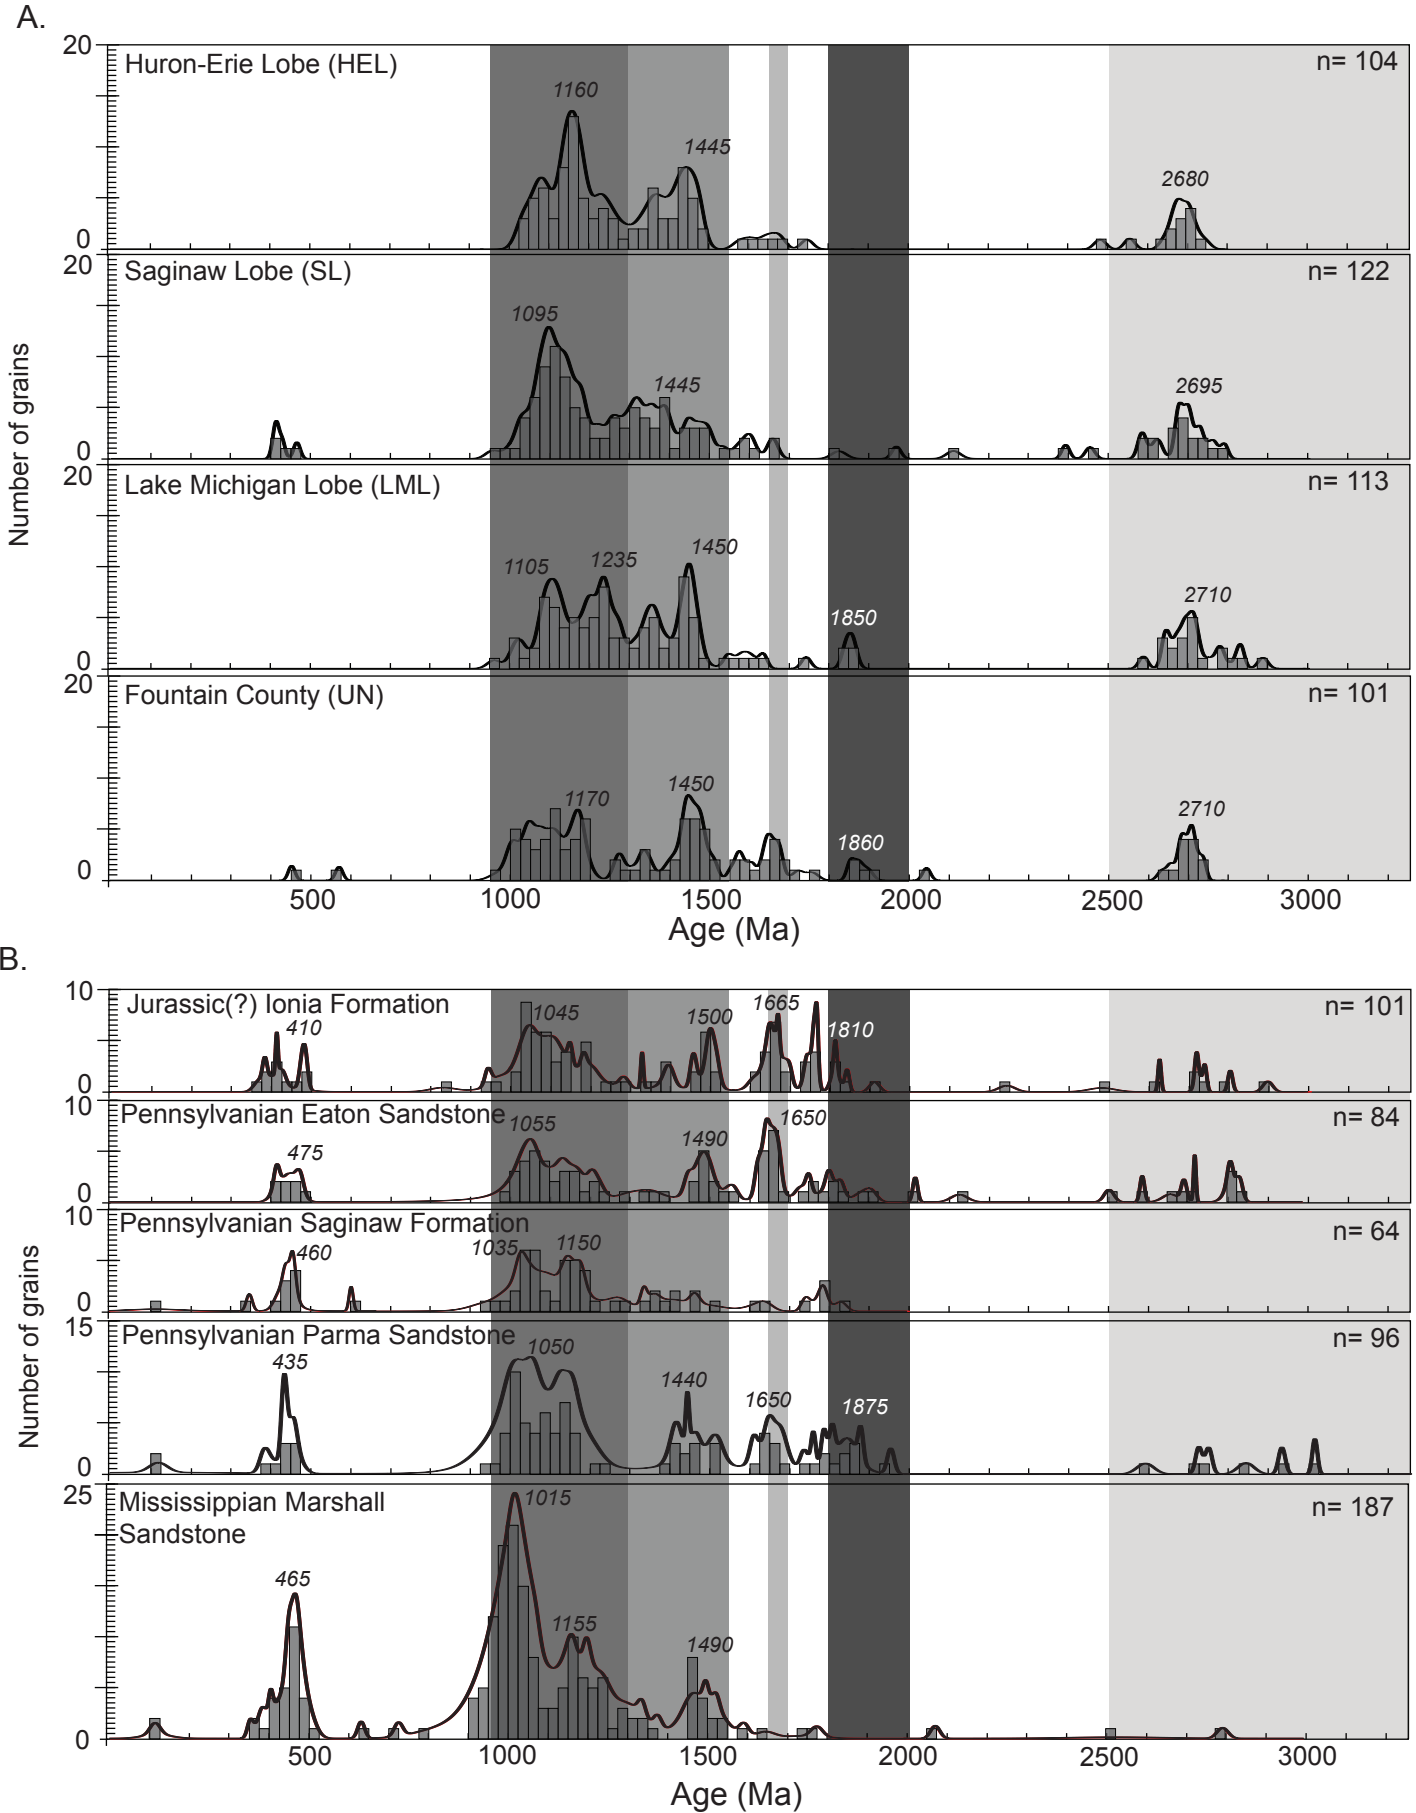 A.
20
Huron-Erie Lobe (HEL)
n= 104
1160
1445
2680
0
20
Saginaw Lobe (SL)
n= 122
1095
1445
2695
0
Number of grains
20
Lake Michigan Lobe (LML)
n= 113
1105
1235
1450
1850
2710
0
20
Fountain County (UN)
n= 101
1170
1450
1860
2710
0
500
1000
1500
2000
2500
3000
Age (Ma)
B.
10
Jurassic(?) Ionia Formation
n= 101
410
1045
1500
1665
1810
0
10
Pennsylvanian Eaton Sandstone
n= 84
475
1055
1490
1650
0
10
Pennsylvanian Saginaw Formation
n= 64
460
1035
1150
0
Number of grains
15
Pennsylvanian Parma Sandstone
n= 96
435
1050
1440
1650
1875
0
25
Mississippian Marshall
Sandstone
n= 187
465
1015
1155
1490
0
500
1000
1500
2000
2500
3000
Age (Ma)